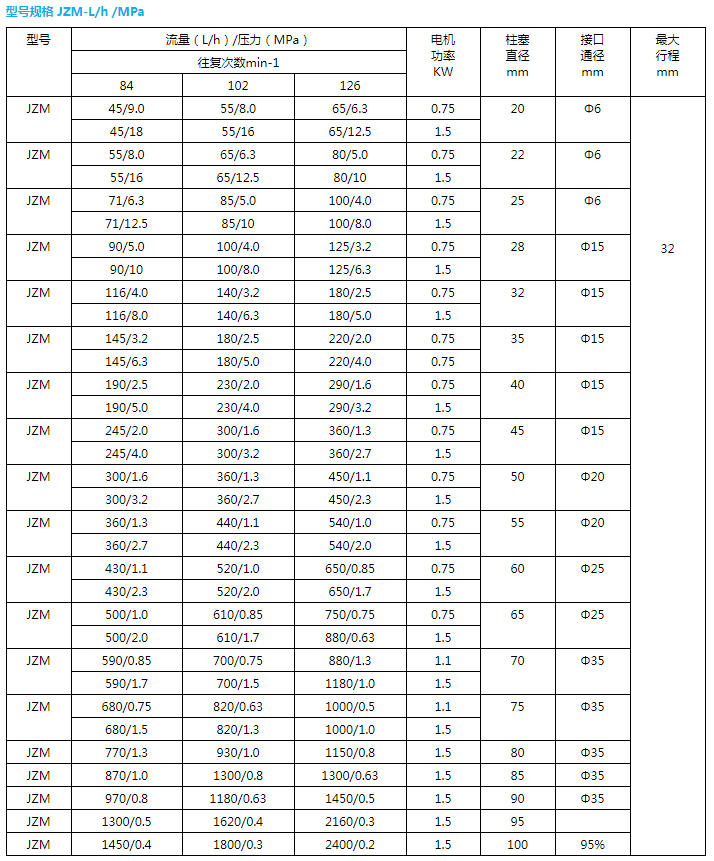 型号规格 JZM-L/h /MPa
型号 流量（L/h）/压力（MPa） 电机功率KW 柱塞直径mm 接口通径mm 最大行程mm
往复次数min-1
84 102 126
JZM 45/9.0 55/8.0 65/6.3 0.75 20 Φ6
45/18 55/16 65/12.5 1.5
JZM 55/8.0 65/6.3 80/5.0 0.75 22 Φ6
55/16 65/12.5 80/10 1.5
JZM 71/6.3 85/5.0 100/4.0 0.75 25 Φ6
71/12.5 85/10 100/8.0 1.5
JZM 90/5.0 100/4.0 125/3.2 0.75 28 Φ15 32
90/10 100/8.0 125/6.3 1.5
JZM 116/4.0 140/3.2 180/2.5 0.75 32 Φ15
116/8.0 140/6.3 180/5.0 1.5
JZM 145/3.2 180/2.5 220/2.0 0.75 35 Φ15
145/6.3 180/5.0 220/4.0 0.75
JZM 190/2.5 230/2.0 290/1.6 0.75 40 Φ15
190/5.0 230/4.0 290/3.2 1.5
JZM 245/2.0 300/1.6 360/1.3 0.75 45 Φ15
245/4.0 300/3.2 360/2.7 1.5
JZM 300/1.6 360/1.3 450/1.1 0.75 50 Φ20
300/3.2 360/2.7 450/2.3 1.5
JZM 360/1.3 440/1.1 540/1.0 0.75 55 Φ20
360/2.7 440/2.3 540/2.0 1.5
JZM 430/1.1 520/1.0 650/0.85 0.75 60 Φ25
430/2.3 520/2.0 650/1.7 1.5
JZM 500/1.0 610/0.85 750/0.75 0.75 65 Φ25
500/2.0 610/1.7 880/0.63 1.5
JZM 590/0.85 700/0.75 880/1.3 1.1 70 Φ35
590/1.7 700/1.5 1180/1.0 1.5
JZM 680/0.75 820/0.63 1000/0.5 1.1 75 Φ35
680/1.5 820/1.3 1000/1.0 1.5
JZM 770/1.3 930/1.0 1150/0.8 1.5 80 Φ35
JZM 870/1.0 1300/0.8 1300/0.63 1.5 85 Φ35
JZM 970/0.8 1180/0.63 1450/0.5 1.5 90 Φ35
JZM 1300/0.5 1620/0.4 2160/0.3 1.5 95
JZM 1450/0.4 1800/0.3 2400/0.2 1.5 100 95%